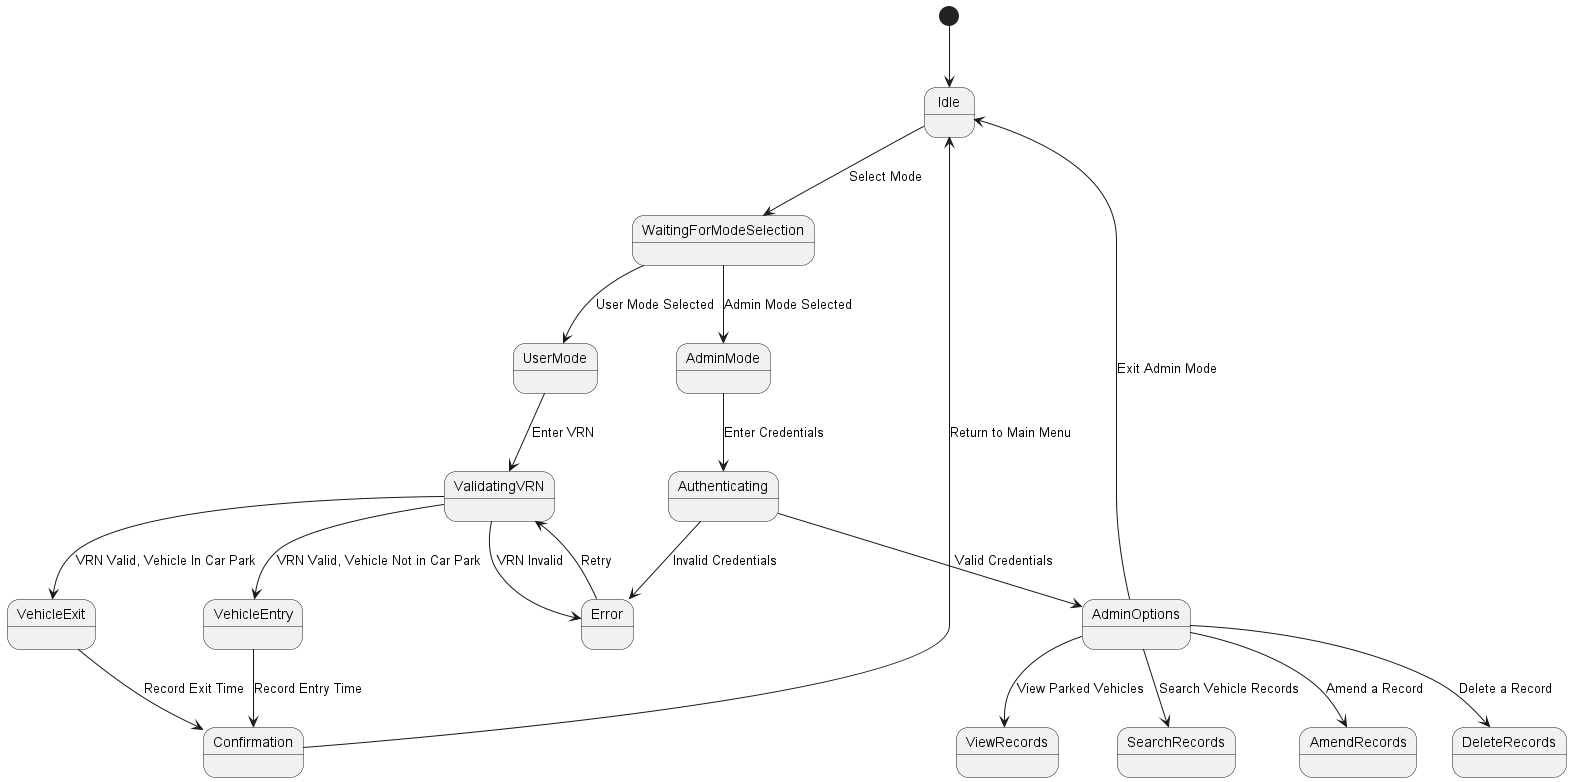 Idle
Select Mode
WaitingForModeSelection
User Mode Selected
Admin Mode Selected
UserMode
AdminMode
Exit Admin Mode
Enter VRN
Enter Credentials
Return to Main Menu
ValidatingVRN
Authenticating
VRN Valid, Vehicle In Car Park
VRN Valid, Vehicle Not in Car Park
VRN Invalid
Retry
Invalid Credentials
Valid Credentials
VehicleExit
VehicleEntry
Error
AdminOptions
Record Exit Time
Record Entry Time
View Parked Vehicles
Search Vehicle Records
Amend a Record
Delete a Record
Confirmation
ViewRecords
SearchRecords
AmendRecords
DeleteRecords